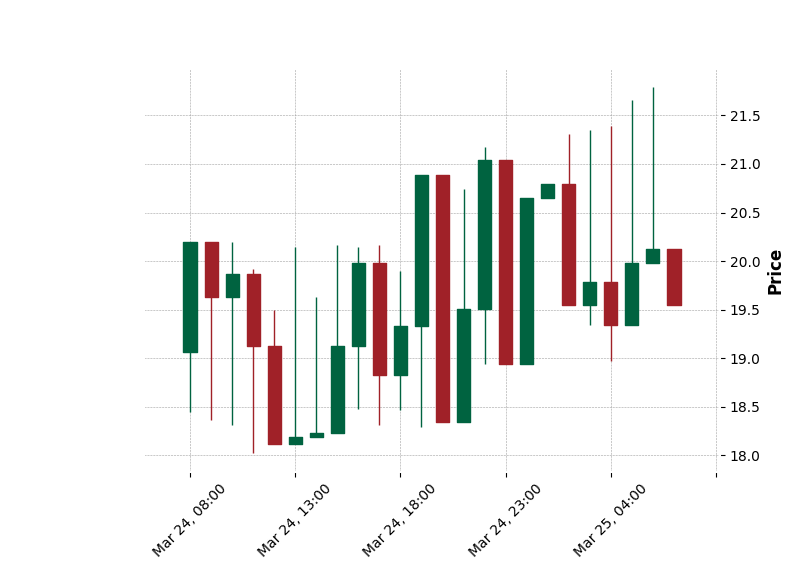 21.5
21.0
20.5
20.0
19.5
19.0
18.5
18.0
Price
Mar 24, 08:00
Mar 24, 13:00
Mar 24, 18:00
Mar 24, 23:00
Mar 25, 04:00